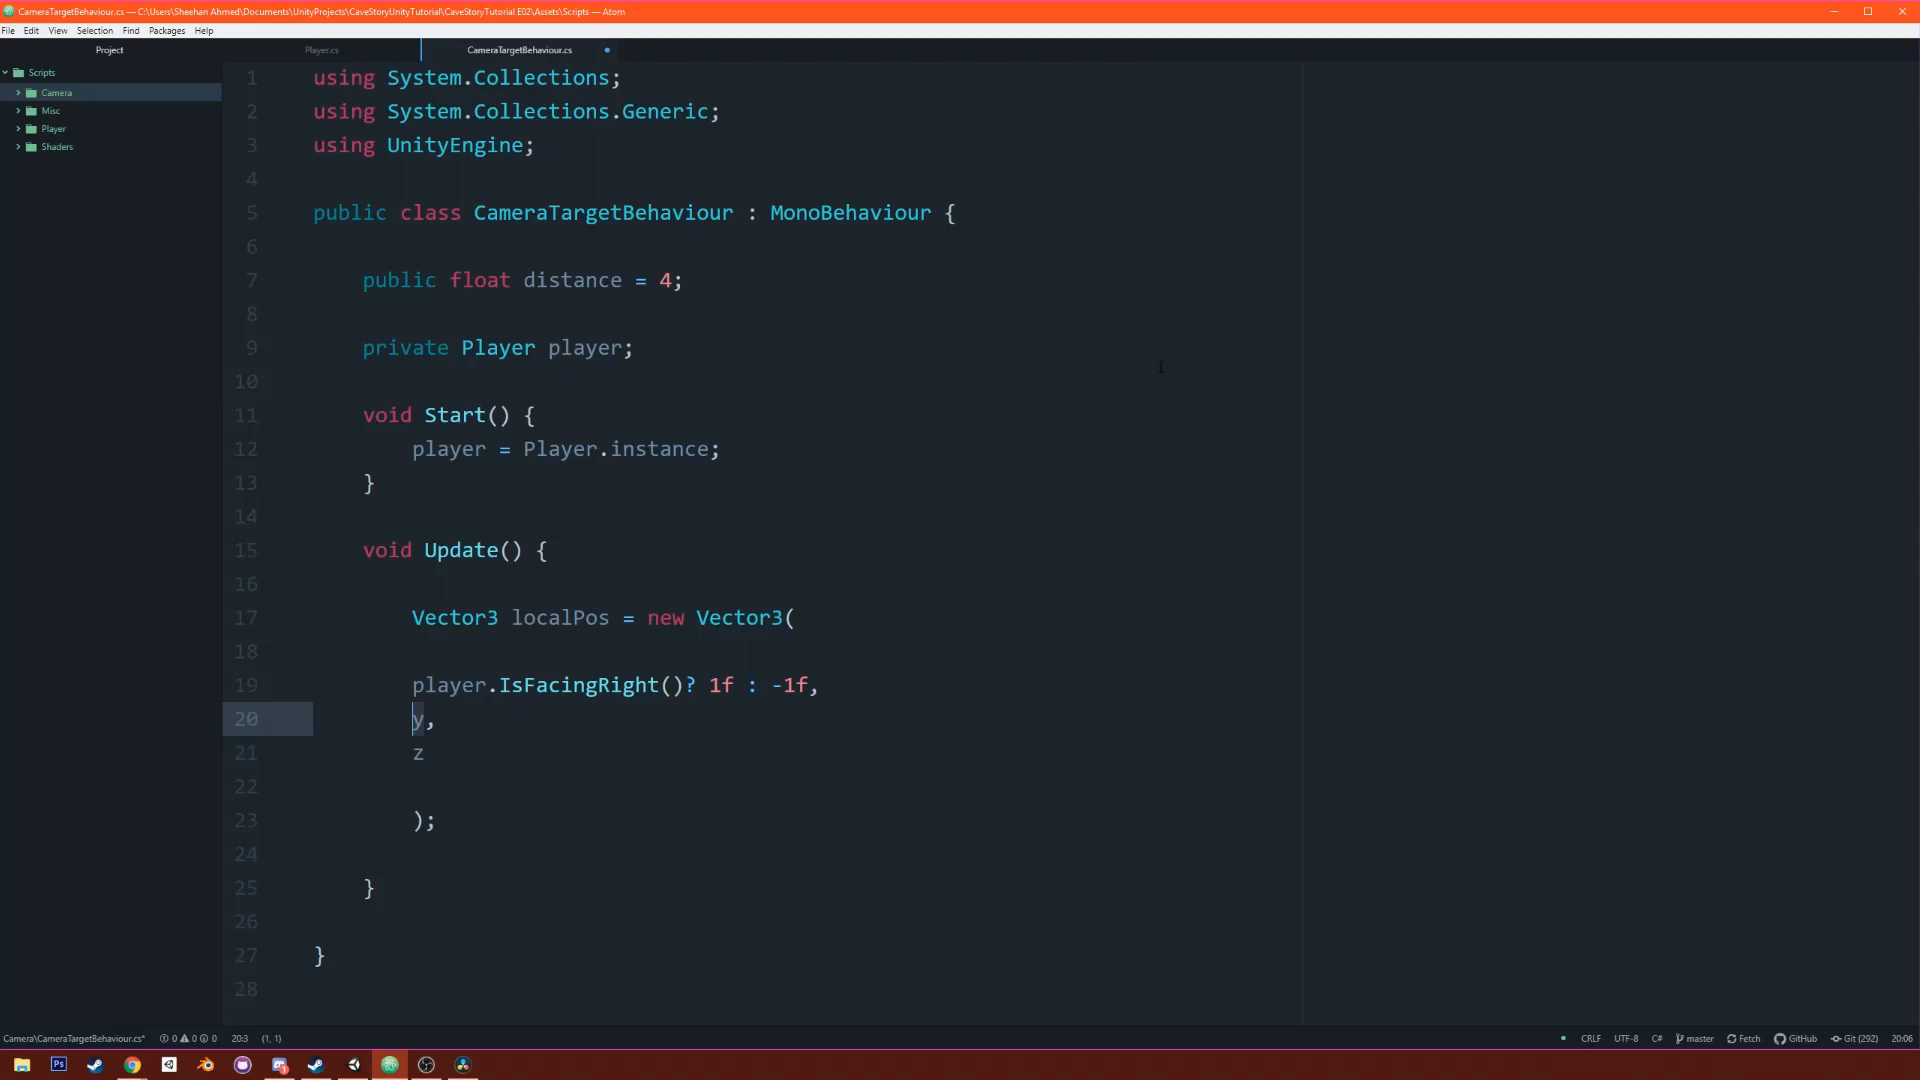 CameraTargetBehaviour.cs — C:\Users\Sheehan Ahmed\Documents\UnityProjects\CaveStoryUnityTutorial\CaveStoryTutorial E02\Assets\Scripts — Atom
File Edit View Selection Find Packages Help
Project
Player.cs
CameraTargetBehaviour.cs
Scripts
Camera
Misc
Player
Shaders
1 using System.Collections;
2 using System.Collections.Generic;
3 using UnityEngine;
4
5 public class CameraTargetBehaviour : MonoBehaviour {
6
7 public float distance = 4;
8
9 private Player player;
10
11 void Start() {
12 player = Player.instance;
13 }
14
15 void Update() {
16
17 Vector3 localPos = new Vector3(
18
19 player.IsFacingRight()? 1f : -1f,
20 y,
21 z
22
23 );
24
25 }
26
27 }
28
Camera\CameraTargetBehaviour.cs* 0 0 0 20:3 (1, 1)
CRLF UTF-8 C# master Fetch GitHub Git (292)
Ps 1 20:06